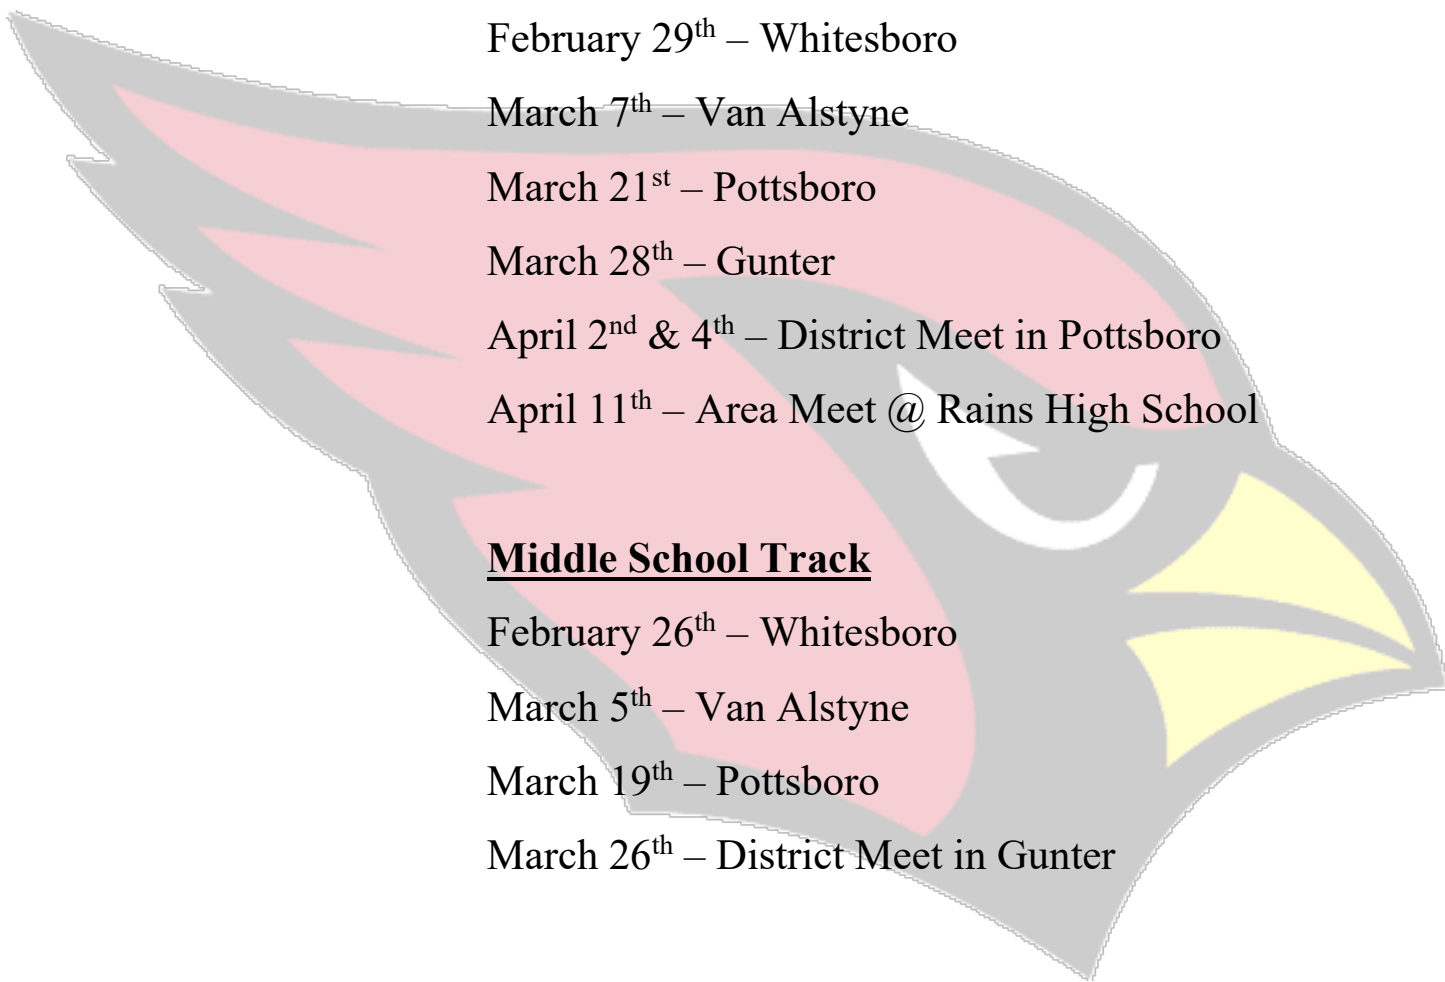 February 29th – Whitesboro
March 7th – Van Alstyne
March 21st – Pottsboro
March 28th – Gunter
April 2nd & 4th – District Meet in Pottsboro
April 11th – Area Meet @ Rains High School
Middle School Track
February 26th – Whitesboro
March 5th – Van Alstyne
March 19th – Pottsboro
March 26th – District Meet in Gunter